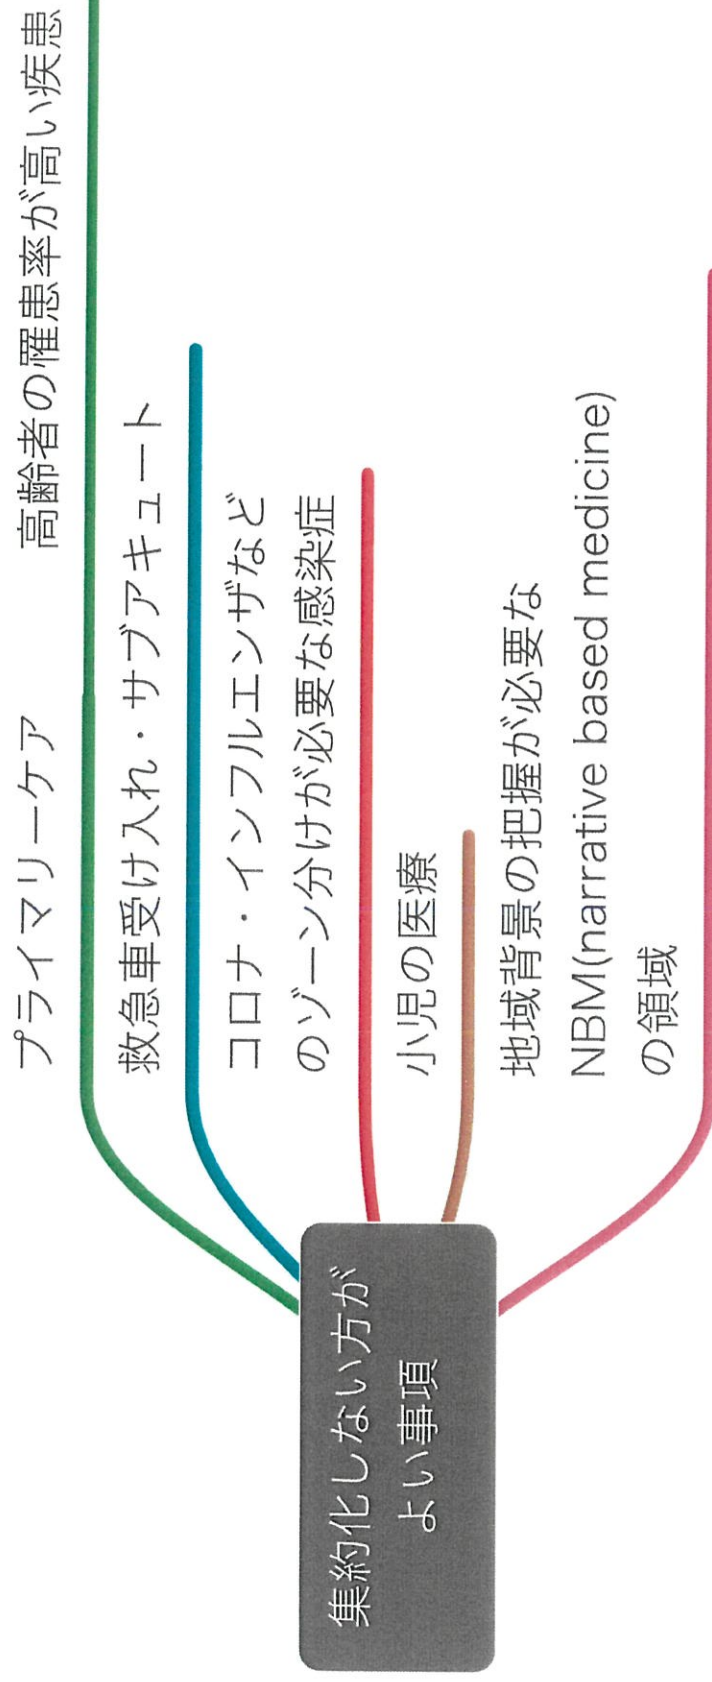 集約化しない方が
よい事項
プライマリーケア
高齢者の罹患率が高い疾患
救急車受け入れ・サブアキュート
コロナ・インフルエンザなど
のゾーン分けが必要な感染症
小児の医療
地域背景の把握が必要な
NBM(narrative based medicine)
の領域